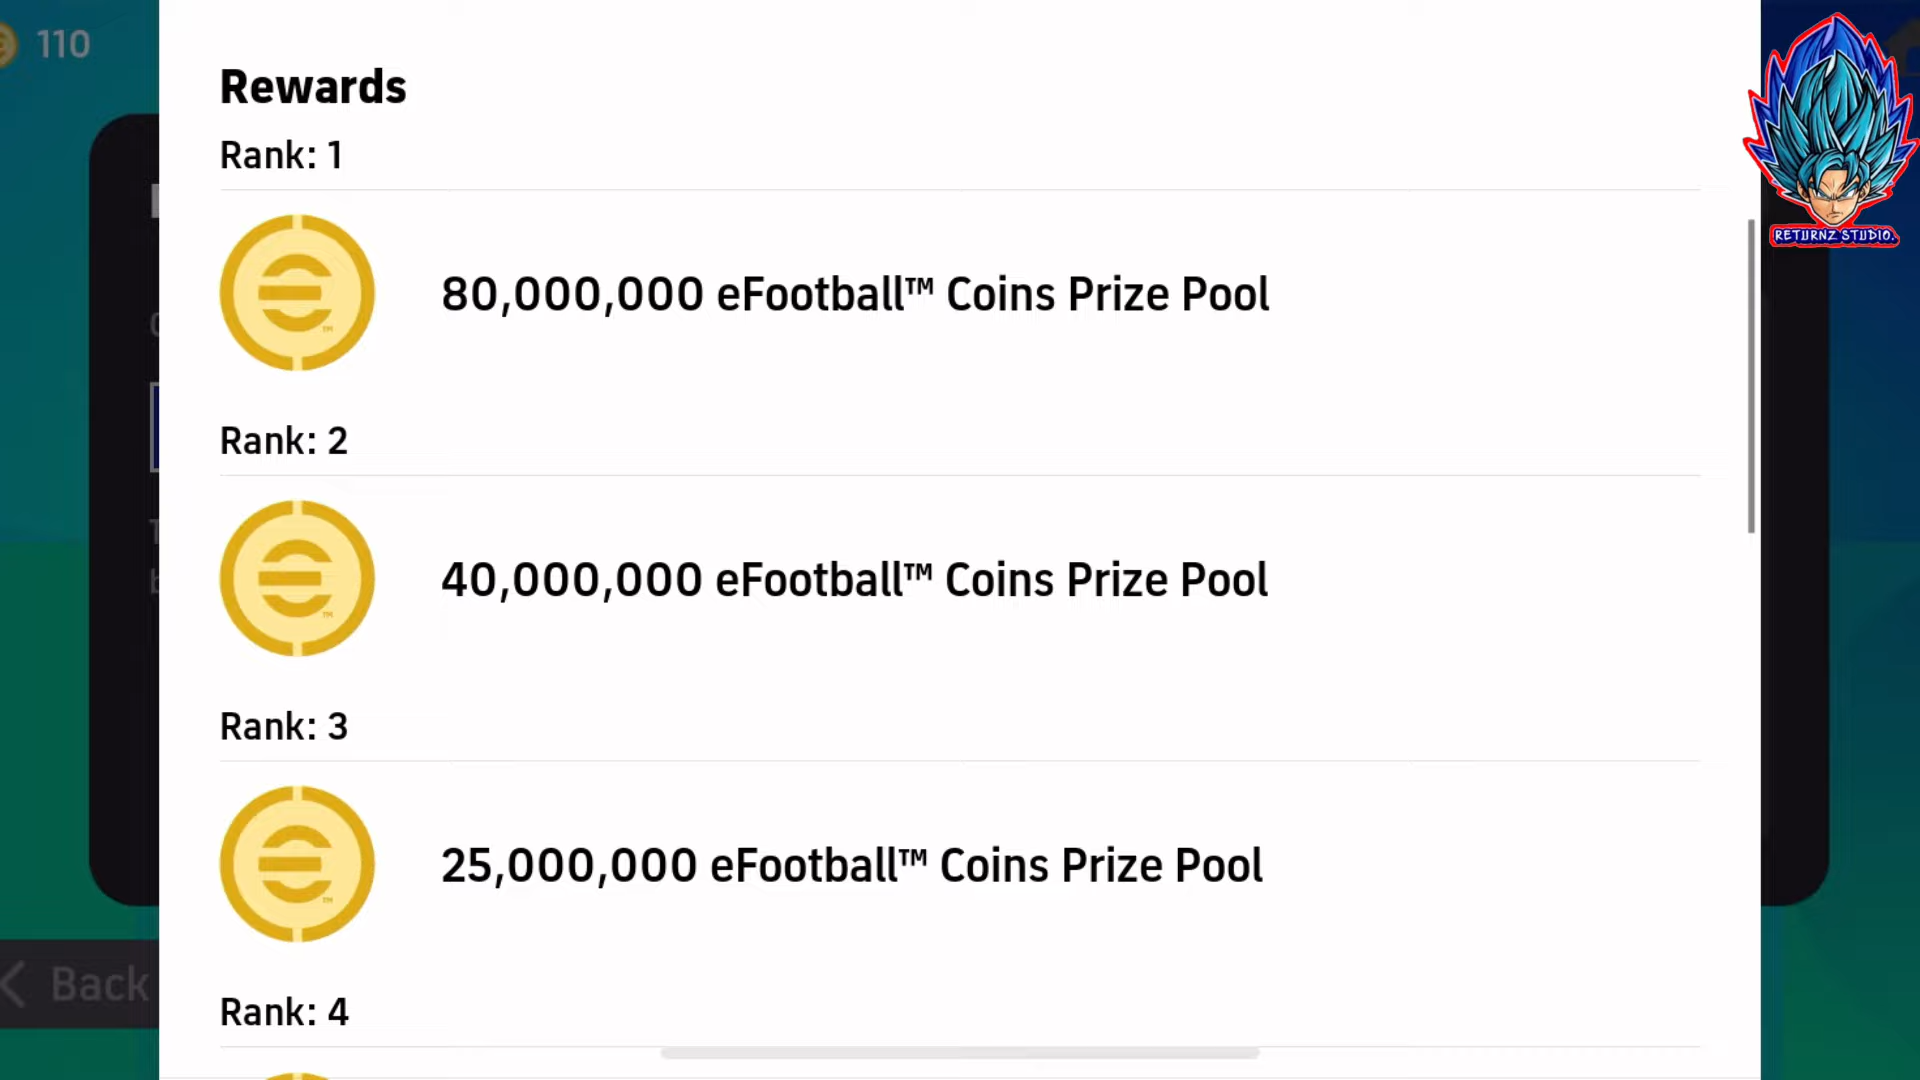 110
Rewards
Rank: 1
80,000,000 eFootball™ Coins Prize Pool
Rank: 2
40,000,000 eFootball™ Coins Prize Pool
Rank: 3
25,000,000 eFootball™ Coins Prize Pool
Rank: 4
Back
RETURNZ STUDIO.